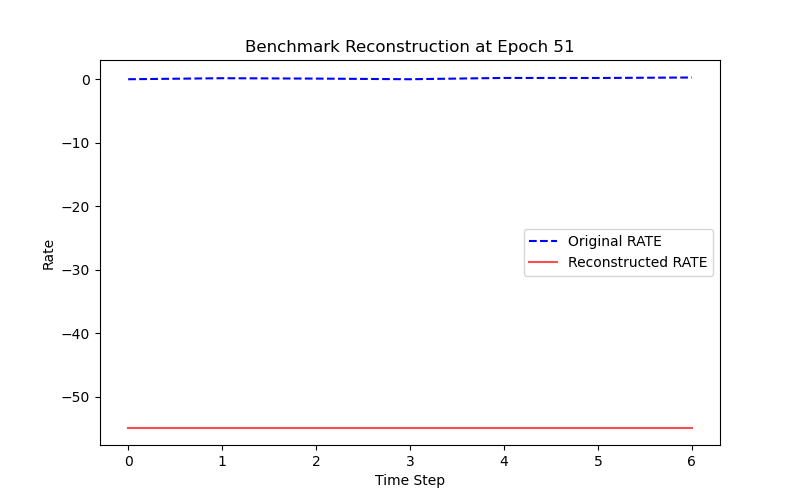 Benchmark Reconstruction at Epoch 51
0
−10
−20
−30
−40
−50
Rate
Original RATE
Reconstructed RATE
0 1 2 3 4 5 6
Time Step